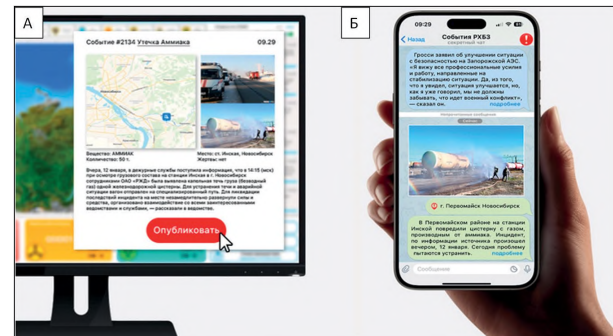 А
Событие #2134 Утечка Аммиака
09.29
Вещество: АММИАК
Количество: 50 т.
Место: ст. Инская, Новосибирск
Жертвы: нет
Вчера, 12 января, в дежурные службы поступила информация, что в 14:15 (мск)
при осмотре грузового состава на станции Инская в г. Новосибирск
сотрудниками ОАО «РЖД» была выявлена капельная течь груза (безводный
газ) одной железнодорожной цистерны. Для устранения течи и аварийной
ситуации вагон отправлен на специализированный путь. Для ликвидации
последствий инцидента на месте незамедлительно развернули силы и
средства, организовано взаимодействие со всеми заинтересованными
ведомствами и службами, — рассказали в ведомстве.
Опубликовать
Б
09:29
Назад
События РХБЗ
секретный чат
Гросси заявил об улучшении ситуации
с безопасностью на Запорожской АЭС.
«Я вижу все профессиональные усилия
и работу, направленные на
стабилизацию ситуации. Да, из того,
что я увидел, ситуация улучшается, но,
как я уже говорил, мы не должны
забывать, что идет военный конфликт»,
— сказал он.
подробнее
Непрочитанные сообщения
г. Первомайск Новосибирск
В Первомайском районе на станции
Инской повредили цистерну с газом,
производным от аммиака. Инцидент,
по информации источника произошел
вечером, 12 января. Сегодня проблему
пытаются устранить.
подробнее
Сообщение